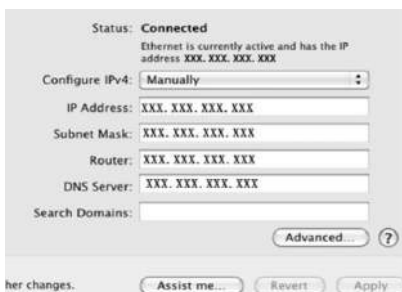 Status: Connected
Ethernet is currently active and has the IP
address XXX. XXX. XXX. XXX
Configure IPv4: Manually
IP Address: XXX. XXX. XXX. XXX
Subnet Mask: XXX. XXX. XXX. XXX
Router: XXX. XXX. XXX. XXX
DNS Server: XXX. XXX. XXX. XXX
Search Domains:
Advanced... ?
her changes. Assist me... Revert Apply